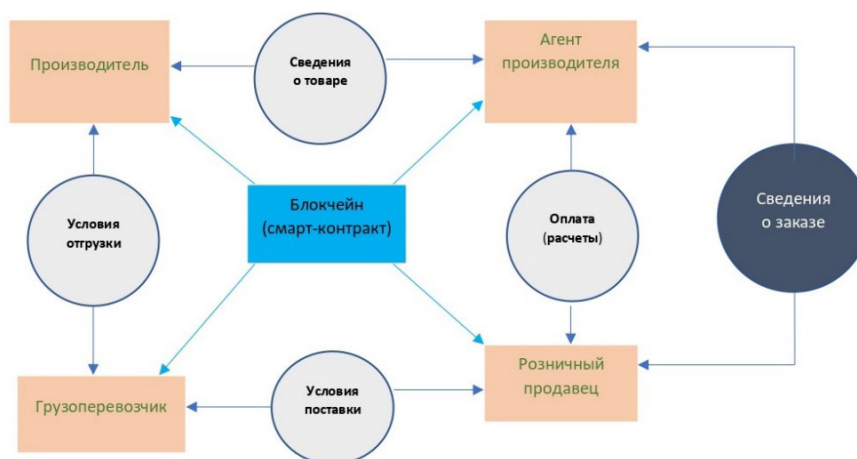 Производитель
Сведения
о товаре
Агент
производителя
Условия
отгрузки
Блокчейн
(смарт-контракт)
Оплата
(расчеты)
Сведения
о заказе
Грузоперевозчик
Условия
поставки
Розничный
продавец